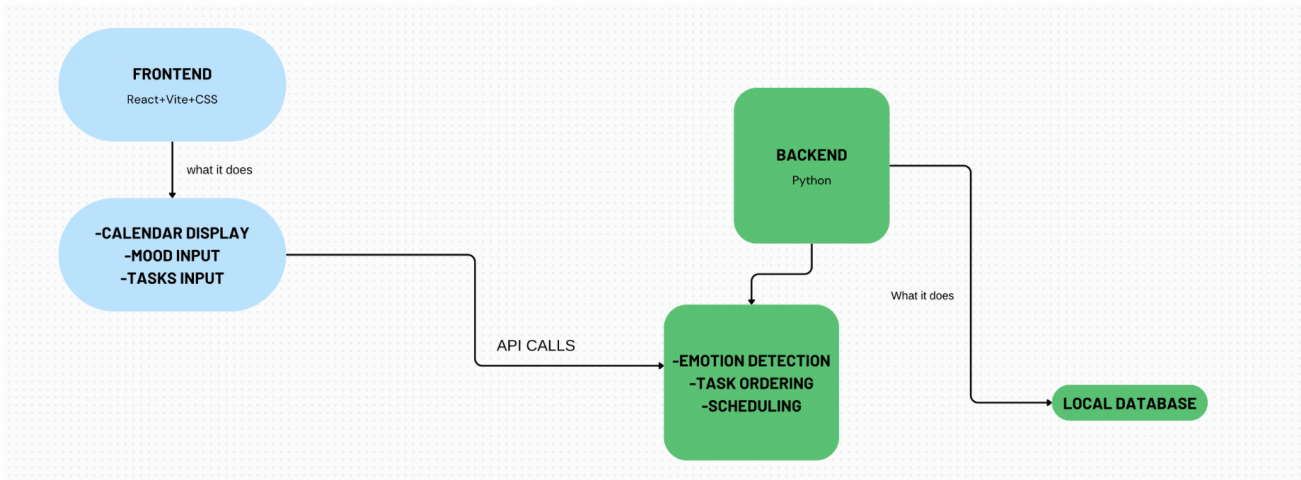 FRONTEND
React+Vite+CSS
what it does
-CALENDAR DISPLAY
-MOOD INPUT
-TASKS INPUT
API CALLS
BACKEND
Python
What it does
-EMOTION DETECTION
-TASK ORDERING
-SCHEDULING
LOCAL DATABASE